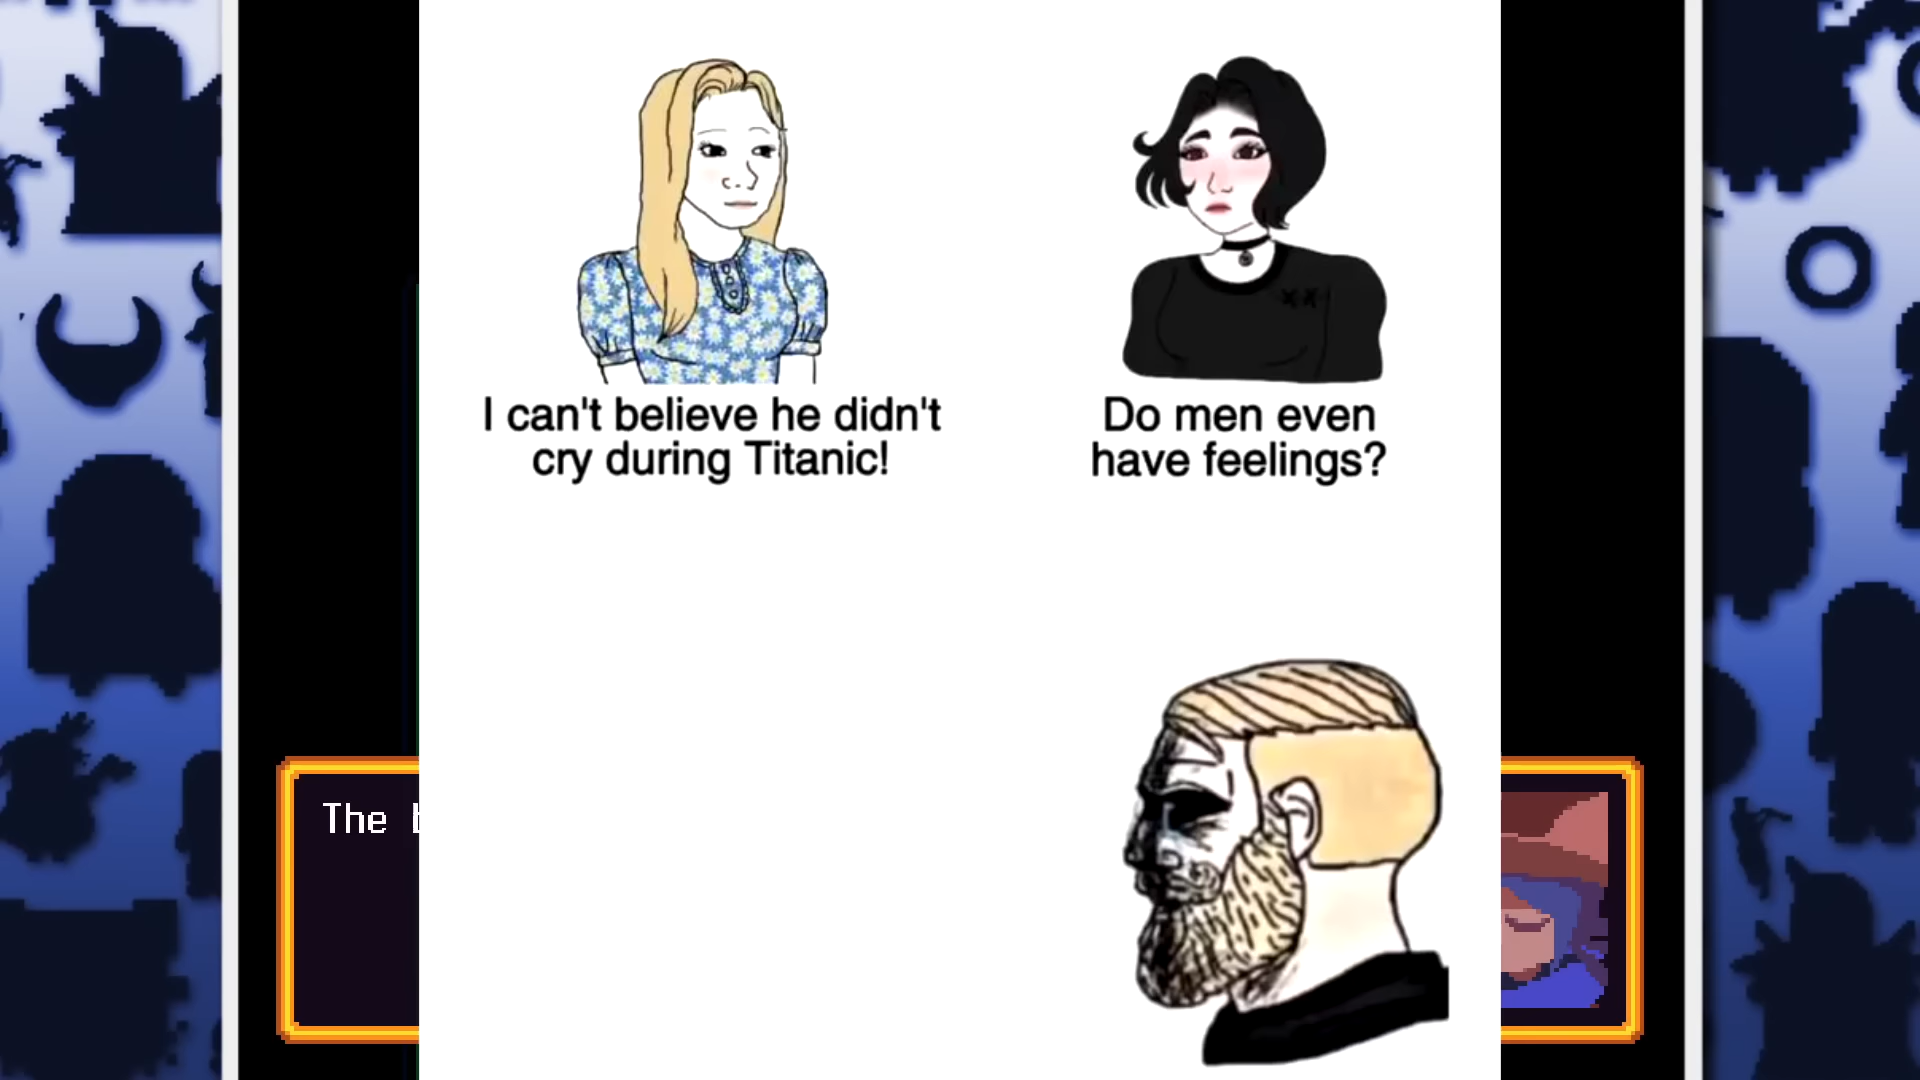 I can't believe he didn't
cry during Titanic!
Do men even
have feelings?
The